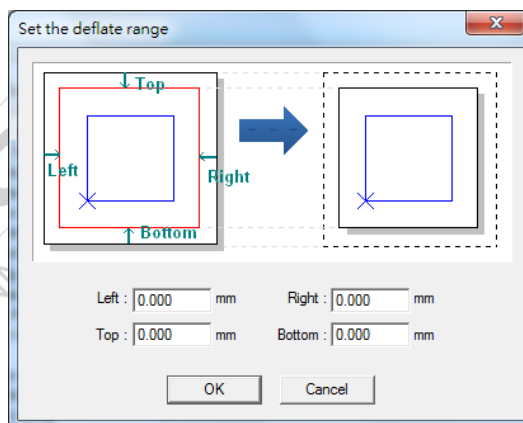 Set the deflate range
Top
Left
Right
Bottom
Left : 0.000 mm Right : 0.000 mm
Top : 0.000 mm Bottom : 0.000 mm
OK Cancel